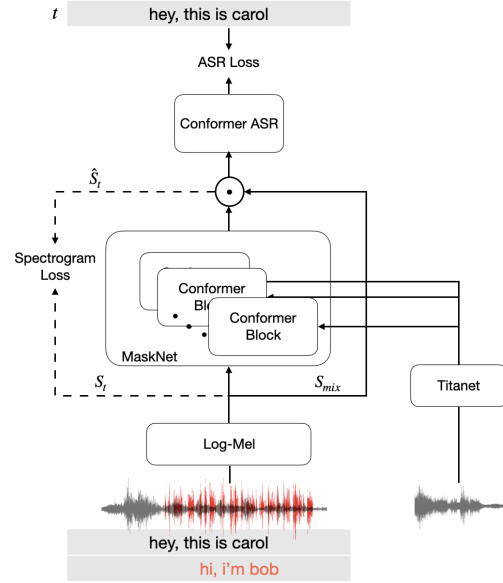 t hey, this is carol
ASR Loss
Conformer ASR
Ŝt
Spectrogram
Loss
Conformer
Conformer
Block
MaskNet
St
Smix
Titanet
Log-Mel
hey, this is carol
hi, i'm bob